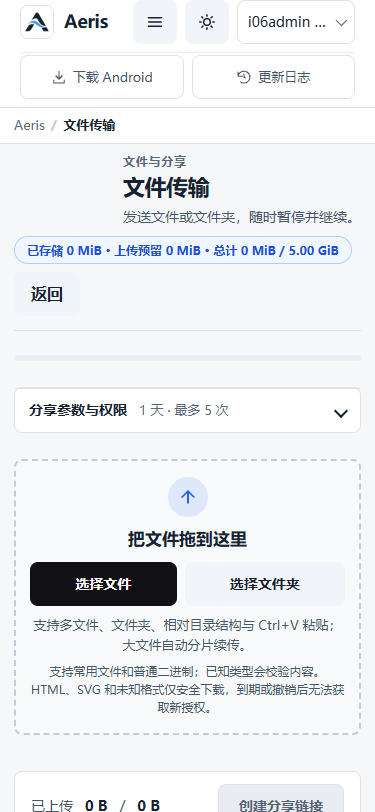 Aeris
i06admin ...
下载 Android
更新日志
Aeris / 文件传输
文件与分享
文件传输
发送文件或文件夹，随时暂停并继续。
已存储 0 MiB • 上传预留 0 MiB • 总计 0 MiB / 5.00 GiB
返回
分享参数与权限 1 天 · 最多 5 次
把文件拖到这里
选择文件
选择文件夹
支持多文件、文件夹、相对目录结构与 Ctrl+V 粘贴；
大文件自动分片续传。
支持常用文件和普通二进制；已知类型会校验内容。
HTML、SVG 和未知格式仅安全下载，到期或撤销后无法获
取新授权。
已上传 0 B / 0 B
创建分享链接